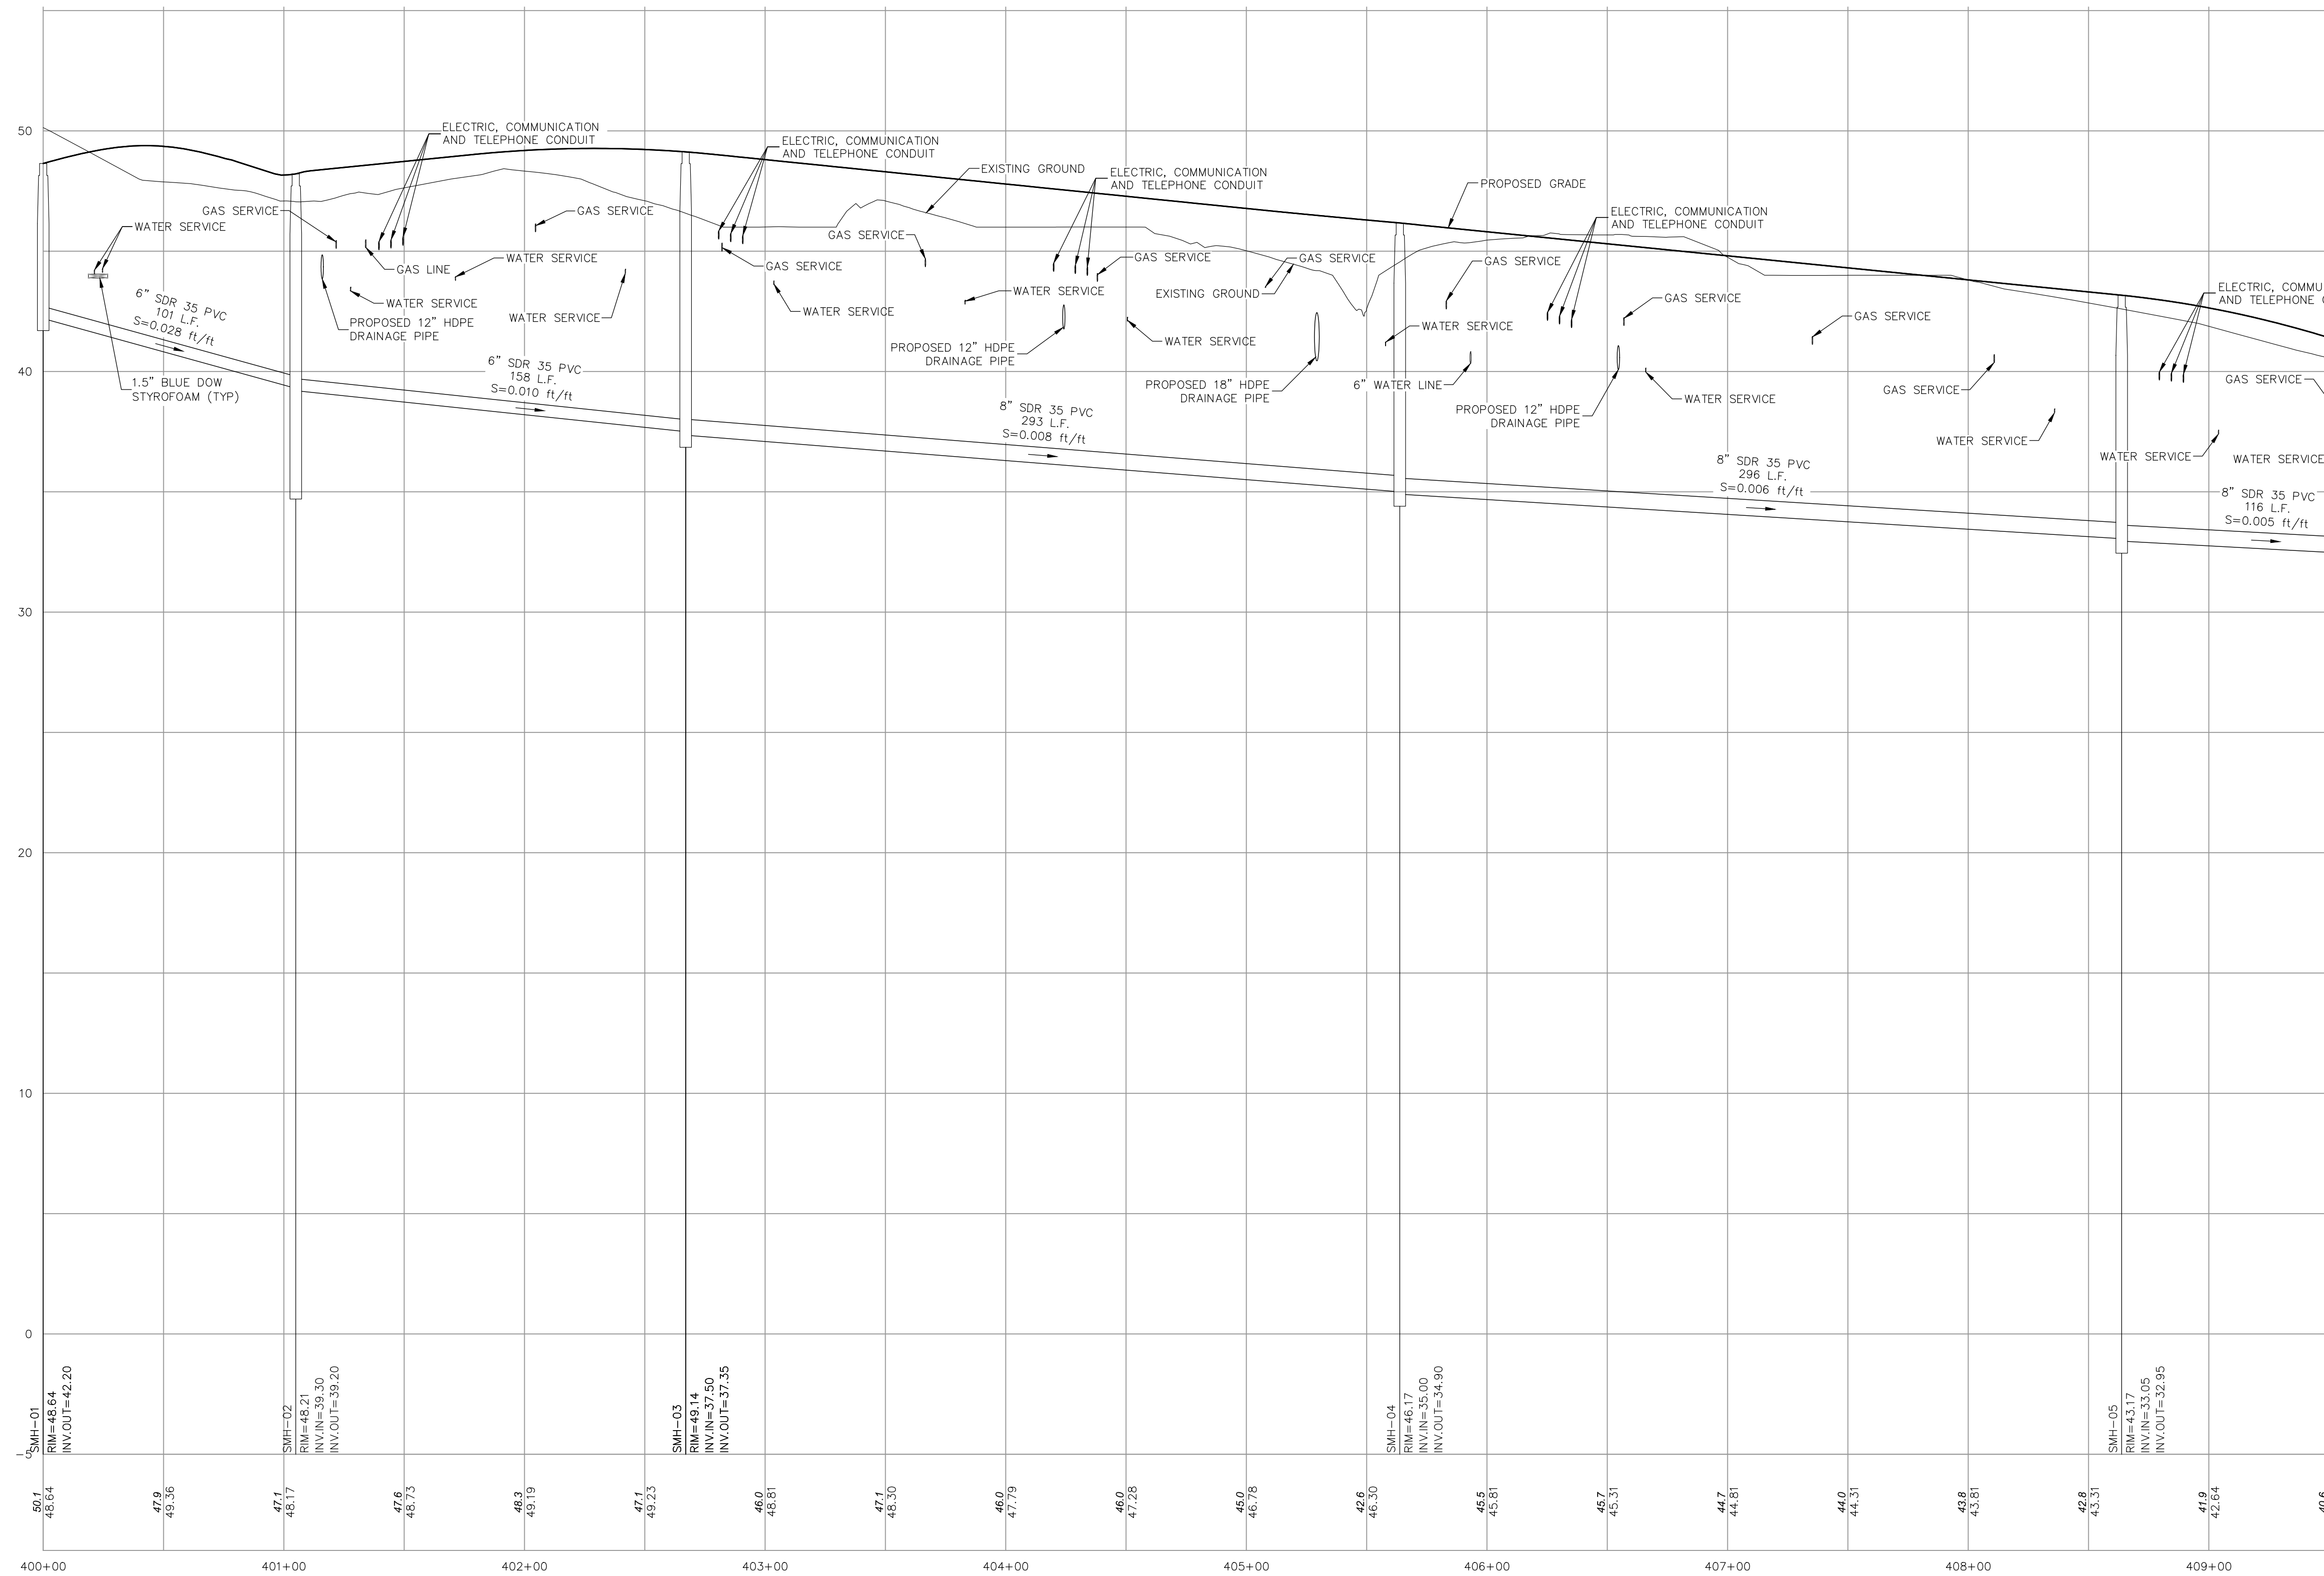 50
40
30
20
10
0
-5
ELECTRIC, COMMUNICATION
AND TELEPHONE CONDUIT
ELECTRIC, COMMUNICATION
AND TELEPHONE CONDUIT
EXISTING GROUND
ELECTRIC, COMMUNICATION
AND TELEPHONE CONDUIT
PROPOSED GRADE
ELECTRIC, COMMUNICATION
AND TELEPHONE CONDUIT
GAS SERVICE
WATER SERVICE
GAS SERVICE
GAS SERVICE
GAS LINE
WATER SERVICE
GAS SERVICE
WATER SERVICE
WATER SERVICE
PROPOSED 12" HDPE
DRAINAGE PIPE
WATER SERVICE
6" SDR 35 PVC
101 L.F.
S=0.028 ft/ft
1.5" BLUE DOW
STYROFOAM (TYP)
6" SDR 35 PVC
158 L.F.
S=0.010 ft/ft
GAS SERVICE
GAS SERVICE
EXISTING GROUND
WATER SERVICE
PROPOSED 12" HDPE
DRAINAGE PIPE
WATER SERVICE
PROPOSED 18" HDPE
DRAINAGE PIPE
8" SDR 35 PVC
293 L.F.
S=0.008 ft/ft
GAS SERVICE
WATER SERVICE
6" WATER LINE
GAS SERVICE
PROPOSED 12" HDPE
DRAINAGE PIPE
WATER SERVICE
GAS SERVICE
GAS SERVICE
WATER SERVICE
8" SDR 35 PVC
296 L.F.
S=0.006 ft/ft
ELECTRIC, COMMU
AND TELEPHONE
GAS SERVICE
WATER SERVICE
WATER SERVICE
8" SDR 35 PVC
116 L.F.
S=0.005 ft/ft
SMH-01
RIM=48.64
INV.OUT=42.20
SMH-02
RIM=48.21
INV.IN=39.30
INV.OUT=39.20
SMH-03
RIM=49.14
INV.IN=37.50
INV.OUT=37.35
SMH-04
RIM=46.17
INV.IN=35.00
INV.OUT=34.90
SMH-05
RIM=43.17
INV.IN=33.05
INV.OUT=32.95
50.1
48.64
47.9
49.36
47.1
48.17
47.6
48.73
48.3
49.19
47.1
49.23
46.0
48.81
47.1
48.30
46.0
47.79
46.0
47.28
45.0
46.78
42.6
46.30
45.5
45.81
45.7
45.31
44.7
44.81
44.0
44.31
43.8
43.81
42.8
43.31
41.9
42.64
400+00
401+00
402+00
403+00
404+00
405+00
406+00
407+00
408+00
409+00